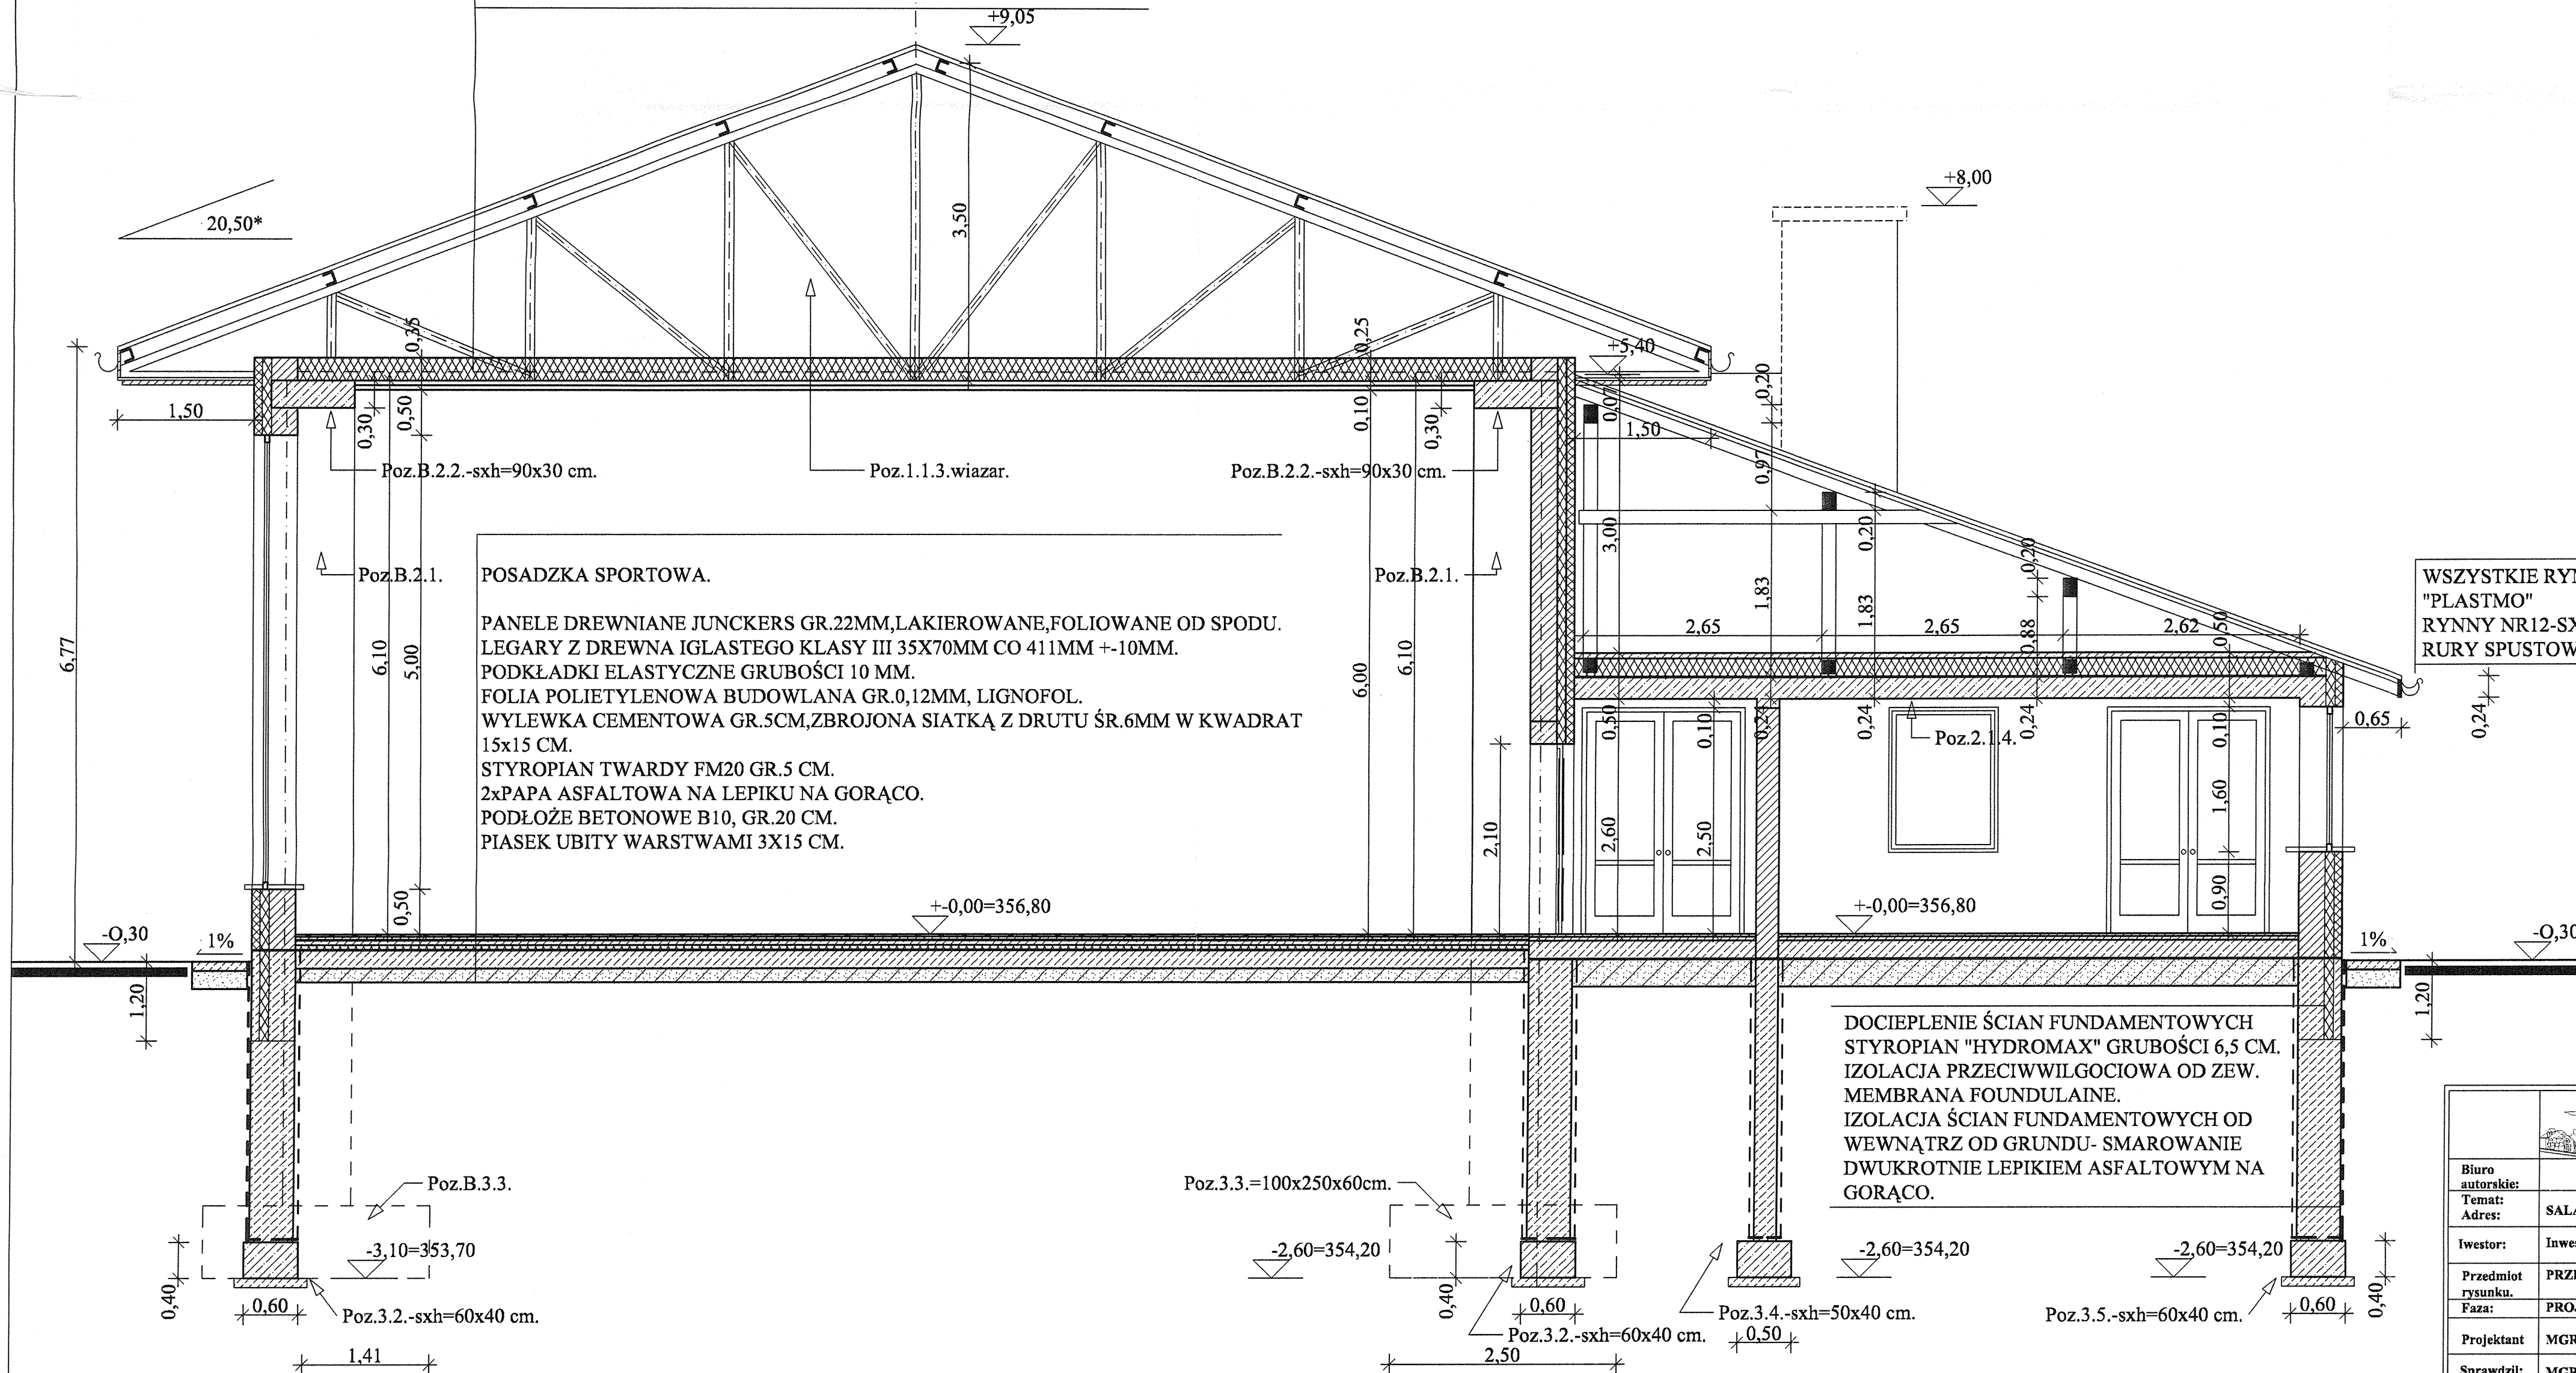 +9,05
+8,00
20,50*
3,50
0,35
0,25
+5,40
0,20
1,50
0,30
0,50
0,10
0,30
0,07
1,50
0,97
Poz.B.2.2.-sxh=90x30 cm.
Poz.1.1.3.wiazar.
Poz.B.2.2.-sxh=90x30 cm.
3,00
0,20
0,20
Poz.B.2.1.
POSADZKA SPORTOWA.
Poz.B.2.1.
1,83
1,83
0,88
0,50
PANELE DREWNIANE JUNCKERS GR.22MM,LAKIEROWANE,FOLIOWANE OD SPODU.
LEGARY Z DREWNA IGLASTEGO KLASY III 35X70MM CO 411MM +-10MM.
PODKŁADKI ELASTYCZNE GRUBOŚCI 10 MM.
FOLIA POLIETYLENOWA BUDOWLANA GR.0,12MM, LIGNOFOL.
WYLEWKA CEMENTOWA GR.5CM,ZBROJONA SIATKĄ Z DRUTU ŚR.6MM W KWADRAT
15x15 CM.
STYROPIAN TWARDY FM20 GR.5 CM.
2xPAPA ASFALTOWA NA LEPIKU NA GORĄCO.
PODŁOŻE BETONOWE B10, GR.20 CM.
PIASEK UBITY WARSTWAMI 3X15 CM.
2,65
2,65
2,62
WSZYSTKIE RYN
"PLASTMO"
RYNNY NR12-SX
RURY SPUSTOW
6,77
6,10
5,00
6,00
6,10
0,50
0,10
0,24
0,24
0,24
0,10
0,65
0,24
Poz.2.1.4.
2,10
2,60
2,50
1,60
0,90
0,50
+-0,00=356,80
+-0,00=356,80
-O,30
1%
1%
-O,30
1,20
1,20
DOCIEPLENIE ŚCIAN FUNDAMENTOWYCH
STYROPIAN "HYDROMAX" GRUBOŚCI 6,5 CM.
IZOLACJA PRZECIWWILGOCIOWA OD ZEW.
MEMBRANA FOUNDULAINE.
IZOLACJA ŚCIAN FUNDAMENTOWYCH OD
WEWNĄTRZ OD GRUNDU- SMAROWANIE
DWUKROTNIE LEPIKIEM ASFALTOWYM NA
GORĄCO.
Poz.B.3.3.
Poz.3.3.=100x250x60cm.
-3,10=353,70
-2,60=354,20
-2,60=354,20
-2,60=354,20
0,40
0,40
0,40
0,60
0,60
0,60
Poz.3.2.-sxh=60x40 cm.
Poz.3.2.-sxh=60x40 cm.
Poz.3.4.-sxh=50x40 cm.
0,50
Poz.3.5.-sxh=60x40 cm.
1,41
2,50
Biuro
autorskie:
Temat:
Adres:
SALA
Iwestor:
Inwes
Przedmiot
rysunku.
PRZE
Faza:
PROJ
Projektant
MGR
Sprawdził:
MGR